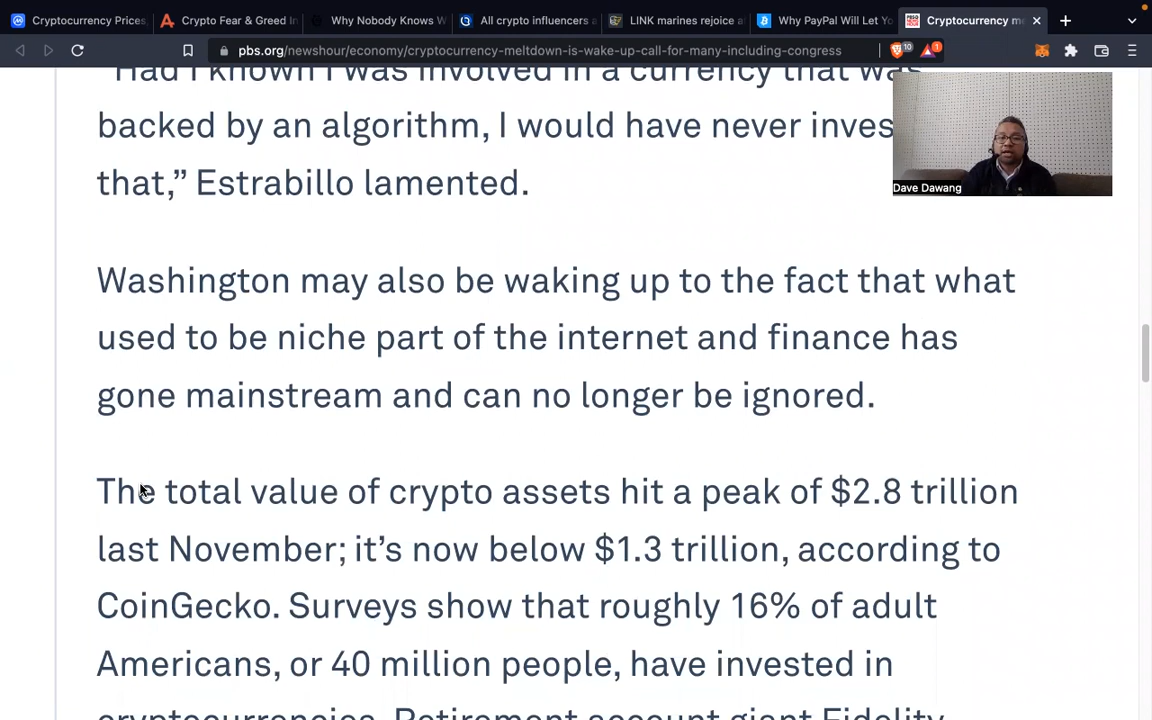 Cryptocurrency Prices,
Crypto Fear & Greed In
Why Nobody Knows W
All crypto influencers a
LINK marines rejoice a
Why PayPal Will Let Yo
Cryptocurrency me
pbs.org/newshour/economy/cryptocurrency-meltdown-is-wake-up-call-for-many-including-congress
10
1
“Had I known I was involved in a currency that was
backed by an algorithm, I would have never inves
that,” Estrabillo lamented.
Dave Dawang
Washington may also be waking up to the fact that what
used to be niche part of the internet and finance has
gone mainstream and can no longer be ignored.
The total value of crypto assets hit a peak of $2.8 trillion
last November; it’s now below $1.3 trillion, according to
CoinGecko. Surveys show that roughly 16% of adult
Americans, or 40 million people, have invested in
cryptocurrencies. Retirement account giant Fidelity